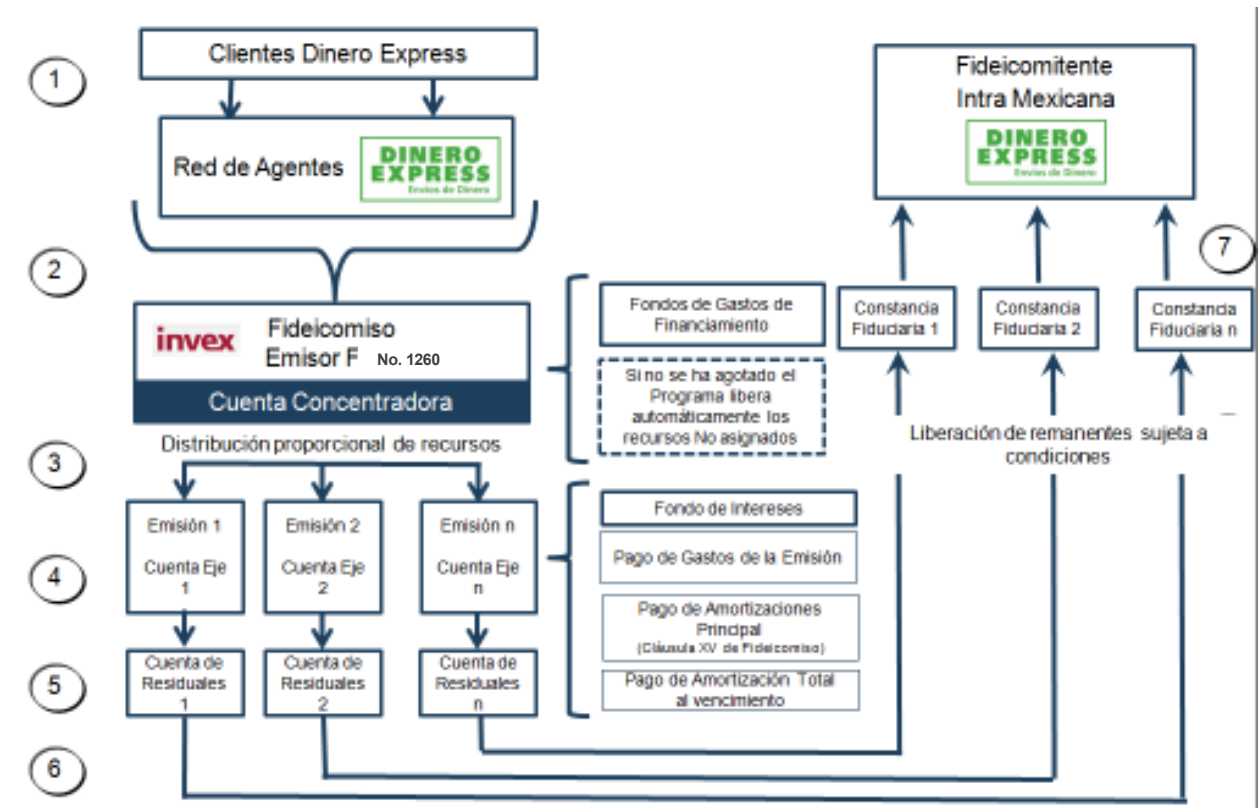 1
Clientes Dinero Express
Red de Agentes
DINERO
EXPRESS
Envios de Dinero
Fideicomitente
Intra Mexicana
DINERO
EXPRESS
Envios de Dinero
2
invex
Fideicomiso
Emisor F No. 1260
Cuenta Concentradora
Fondos de Gastos de
Financiamiento
Si no se ha agotado el
Programa libera
automáticamente los
recursos No asignados
7
Constancia
Fiduciaria 1
Constancia
Fiduciaria 2
Constancia
Fiduciaria n
Liberación de remanentes sujeta a
condiciones
3
Distribución proporcional de recursos
4
Emisión 1
Cuenta Eje
1
Emisión 2
Cuenta Eje
2
Emisión n
Cuenta Eje
n
Fondo de Intereses
Pago de Gastos de la Emisión
Pago de Amortizaciones
Principal
(Cláusula XV de Fideicomiso)
Pago de Amortización Total
al vencimiento
5
Cuenta de
Residuales
1
Cuenta de
Residuales
2
Cuenta de
Residuales
n
6